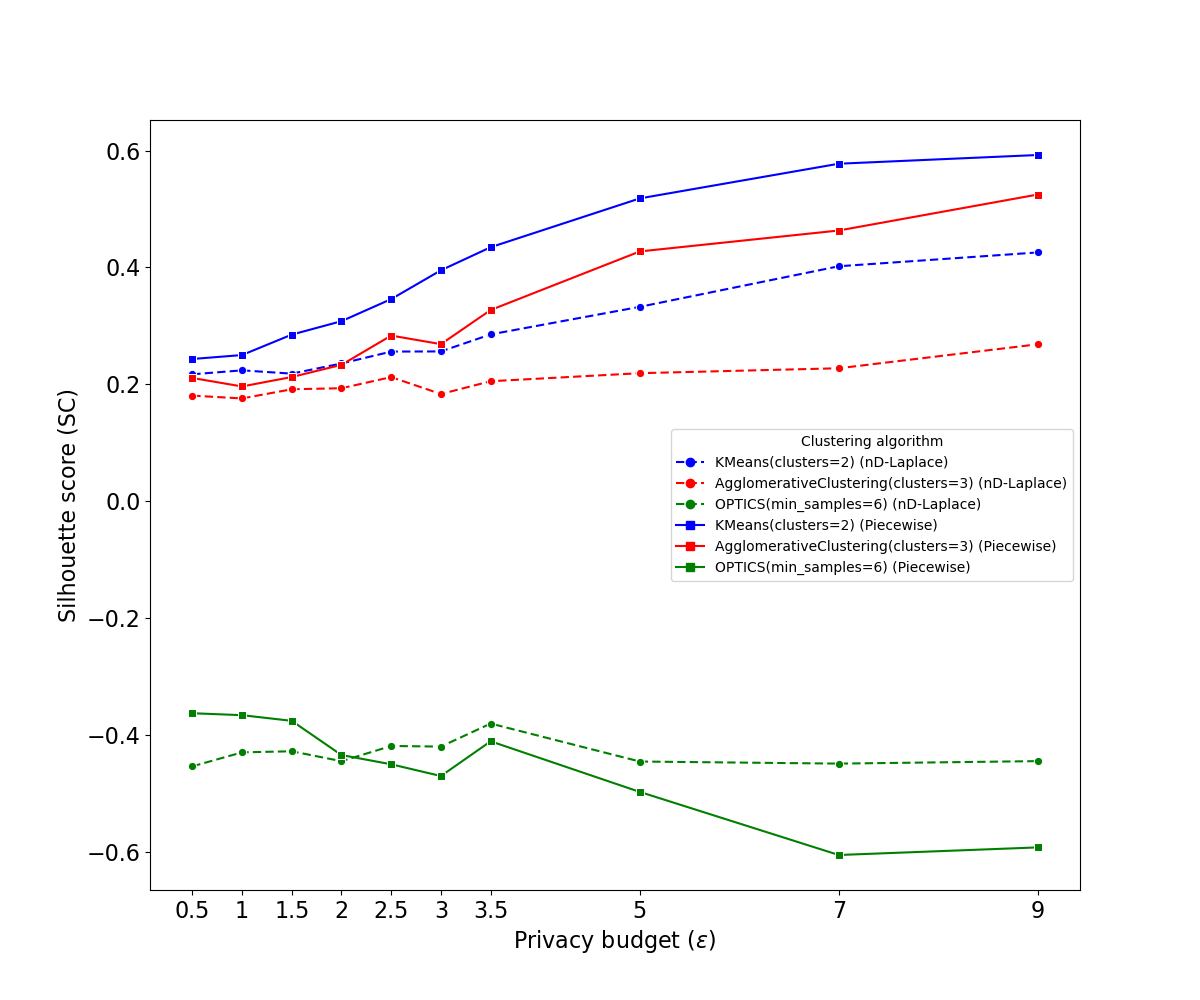 0.6
0.4
0.2
0.0
−0.2
−0.4
−0.6
Silhouette score (SC)
Clustering algorithm
KMeans(clusters=2) (nD-Laplace)
AgglomerativeClustering(clusters=3) (nD-Laplace)
OPTICS(min_samples=6) (nD-Laplace)
KMeans(clusters=2) (Piecewise)
AgglomerativeClustering(clusters=3) (Piecewise)
OPTICS(min_samples=6) (Piecewise)
0.5 1 1.5 2 2.5 3 3.5 5 7 9
Privacy budget (ε)